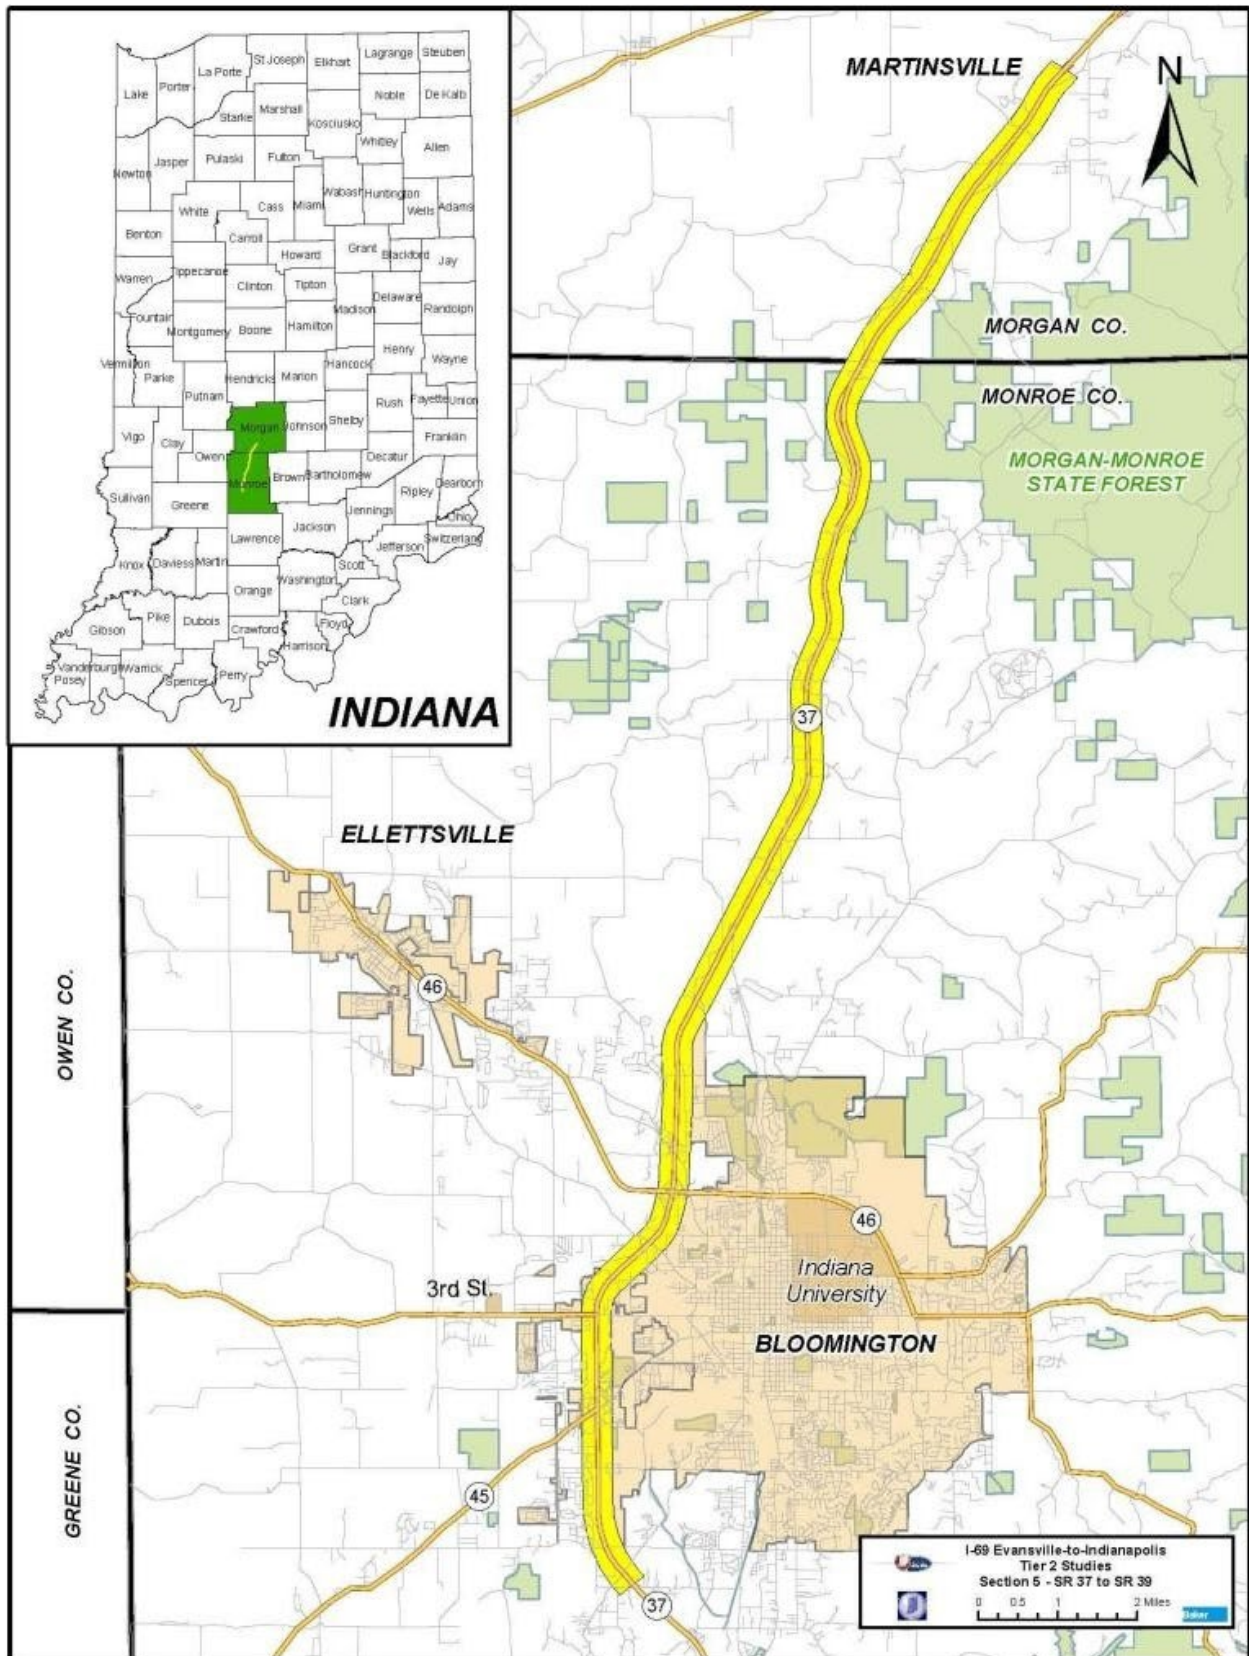 St Joseph
Elkhart
Lagrange
Steuben
La Porte
Lake
Porter
Noble
De Kalb
Marshall
Starke
Kosciusko
Whitley
Allen
Jasper
Pulaski
Fulton
Newton
Wabash
Huntington
Miami
Wells
Adams
White
Cass
Benton
Carroll
Grant
Blackford
Jay
Howard
Warren
Tippecanoe
Clinton
Tipton
Delaware
Madison
Randolph
Fountain
Montgomery
Boone
Hamilton
Henry
Wayne
Vermillion
Parke
Hendricks
Marion
Hancock
Putnam
Rush
Fayette
Union
Morgan
Johnson
Shelby
Vigo
Clay
Owen
Franklin
Decatur
Monroe
Brown
Bartholomew
Dearborn
Sullivan
Greene
Ripley
Jennings
Ohio
Jackson
Lawrence
Jefferson
Switzerland
Knox
Daviess
Martin
Scott
Washington
Orange
Clark
Pike
Dubois
Gibson
Crawford
Floyd
Harrison
Vanderburgh
Warrick
Posey
Spencer
Perry
INDIANA
MARTINSVILLE
N
MORGAN CO.
MONROE CO.
MORGAN-MONROE
STATE FOREST
37
ELLETTSVILLE
46
OWEN CO.
46
Indiana
University
3rd St.
BLOOMINGTON
GREENE CO.
45
37
I-69 Evansville-to-Indianapolis
Tier 2 Studies
Section 5 - SR 37 to SR 39
0 0.5 1 2 Miles
Baker